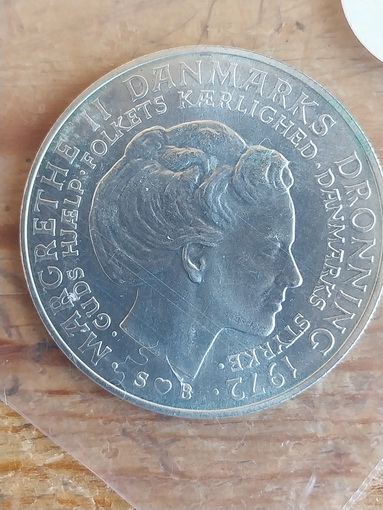 MARGRETHE II DANMARKS DRONNING 1972
GUDS HJÆLP · FOLKETS KÆRLIGHED · DANMARKS STYRKE ·
S ♡ B